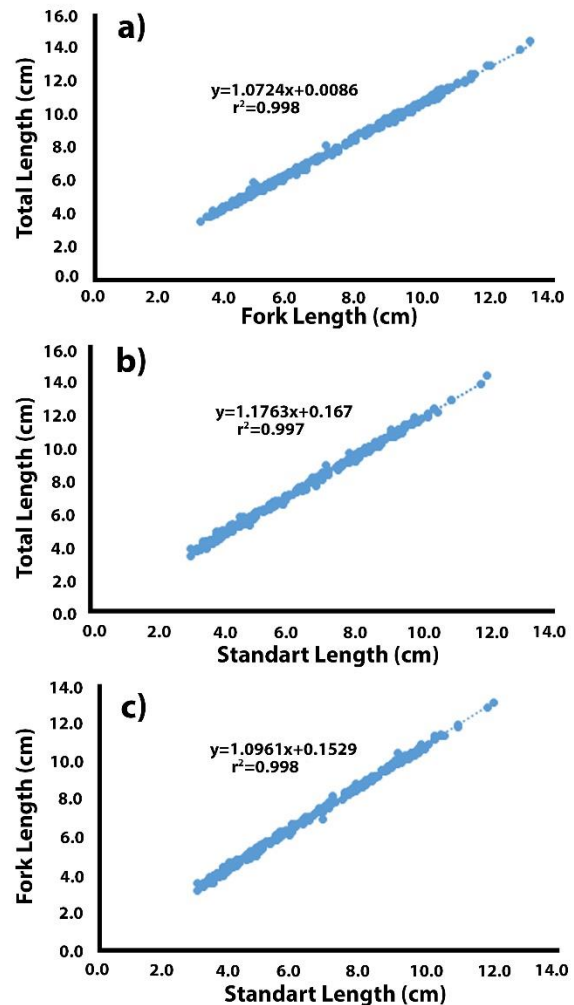 a)
16.0
14.0
12.0
10.0
8.0
6.0
4.0
2.0
0.0
Total Length (cm)
y=1.0724x+0.0086
r²=0.998
0.0 2.0 4.0 6.0 8.0 10.0 12.0 14.0
Fork Length (cm)
b)
16.0
14.0
12.0
10.0
8.0
6.0
4.0
2.0
0.0
Total Length (cm)
y=1.1763x+0.167
r²=0.997
0.0 2.0 4.0 6.0 8.0 10.0 12.0 14.0
Standart Length (cm)
c)
14.0
12.0
10.0
8.0
6.0
4.0
2.0
0.0
Fork Length (cm)
y=1.0961x+0.1529
r²=0.998
0.0 2.0 4.0 6.0 8.0 10.0 12.0 14.0
Standart Length (cm)